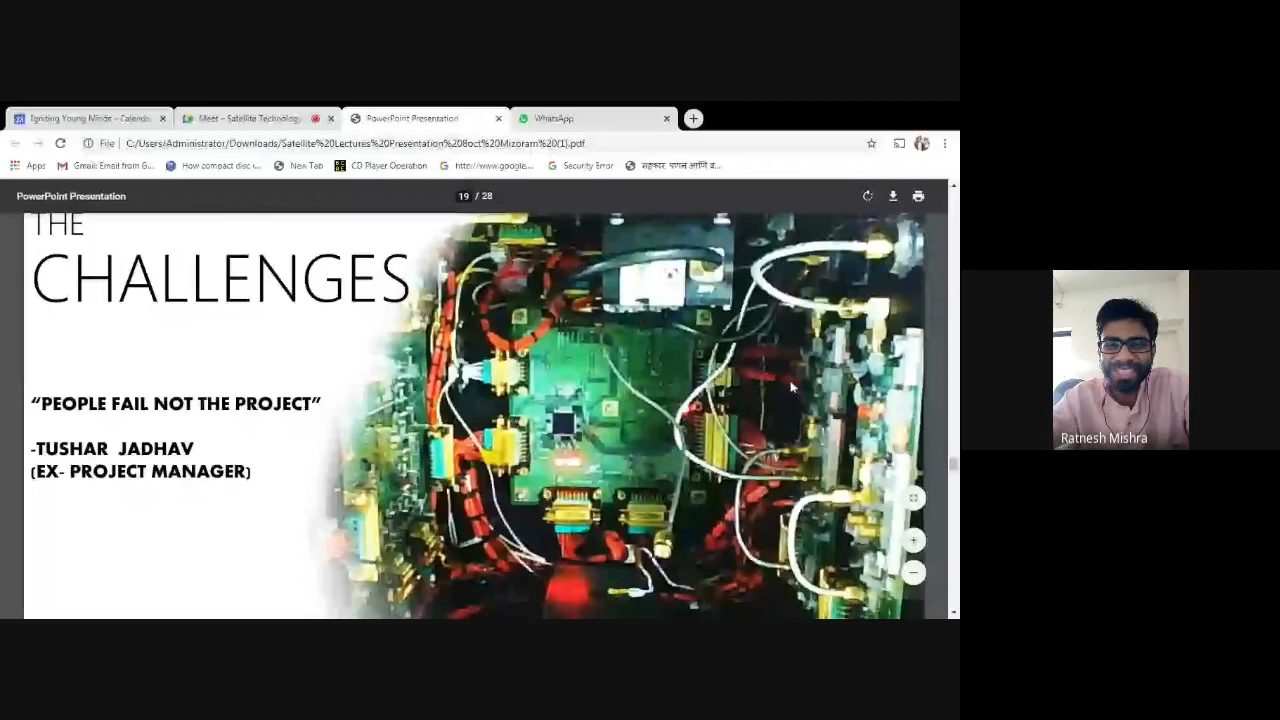 Igniting Young Minds - Calenda
Meet - Satellite Technology
PowerPoint Presentation
WhatsApp
File
C:/Users/Administrator/Downloads/Satellite%20Lectures%20Presentation%208oct%20Mizoram%20(1).pdf
Apps
Gmail: Email from G...
How compact disc s...
New Tab
CD Player Operation
http://www.google...
Security Error
सहकार, पणन आणि व...
PowerPoint Presentation
19 / 28
THE
CHALLENGES
“PEOPLE FAIL NOT THE PROJECT”
-TUSHAR JADHAV
(EX- PROJECT MANAGER)
Ratnesh Mishra